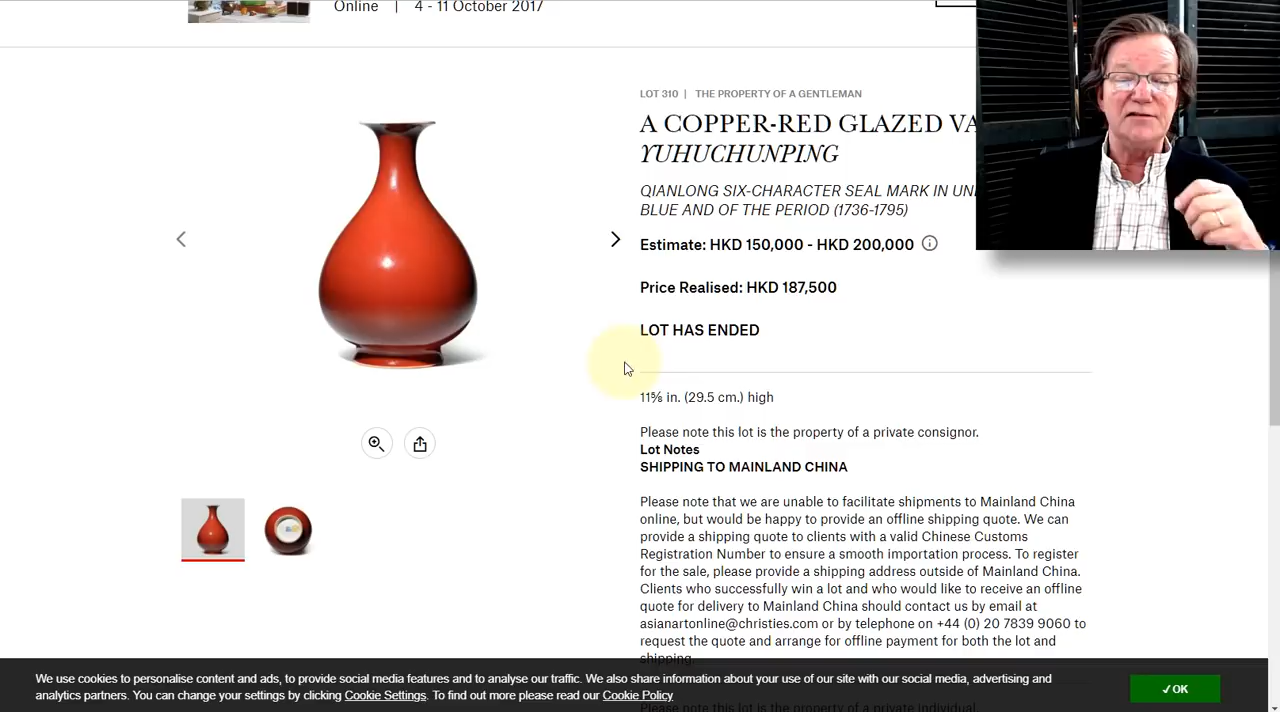 Online | 4 - 11 October 2017
LOT 310 | THE PROPERTY OF A GENTLEMAN
A COPPER-RED GLAZED VA
YUHUCHUNPING
QIANLONG SIX-CHARACTER SEAL MARK IN UN
BLUE AND OF THE PERIOD (1736-1795)
Estimate: HKD 150,000 - HKD 200,000
Price Realised: HKD 187,500
LOT HAS ENDED
11⅝ in. (29.5 cm.) high
Please note this lot is the property of a private consignor.
Lot Notes
SHIPPING TO MAINLAND CHINA
Please note that we are unable to facilitate shipments to Mainland China
online, but would be happy to provide an offline shipping quote. We can
provide a shipping quote to clients with a valid Chinese Customs
Registration Number to ensure a smooth importation process. To register
for the sale, please provide a shipping address outside of Mainland China.
Clients who successfully win a lot and who would like to receive an offline
quote for delivery to Mainland China should contact us by email at
asianartonline@christies.com or by telephone on +44 (0) 20 7839 9060 to
request the quote and arrange for offline payment for both the lot and
shipping.
We use cookies to personalise content and ads, to provide social media features and to analyse our traffic. We also share information about your use of our site with our social media, advertising and
analytics partners. You can change your settings by clicking Cookie Settings. To find out more please read our Cookie Policy
✓OK
Please note this lot is the property of a private individual.